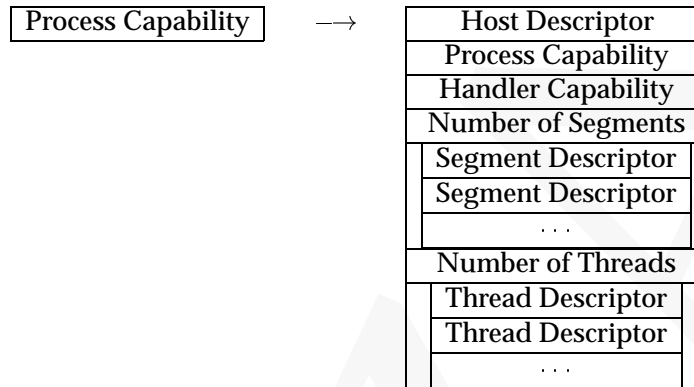 Process Capability −→ Host Descriptor
Process Capability
Handler Capability
Number of Segments
Segment Descriptor
Segment Descriptor
. . .
Number of Threads
Thread Descriptor
Thread Descriptor
. . .